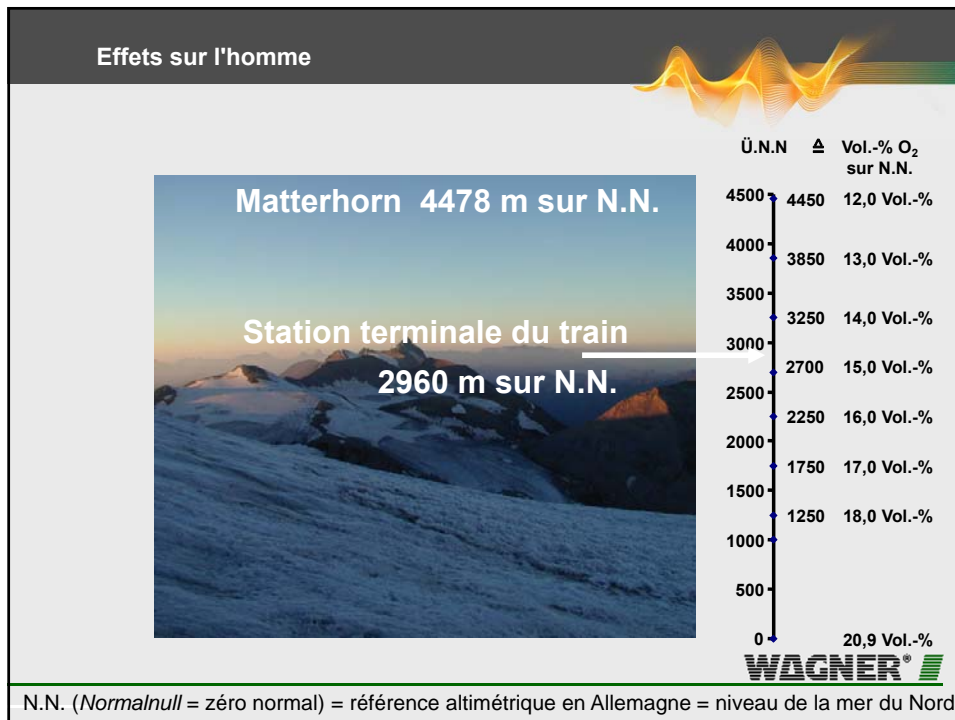 Effets sur l'homme
Ü.N.N ≙ Vol.-% O₂
sur N.N.
Matterhorn 4478 m sur N.N.
Station terminale du train
2960 m sur N.N.
4500 4450 12,0 Vol.-%
4000
3850 13,0 Vol.-%
3500
3250 14,0 Vol.-%
3000
2700 15,0 Vol.-%
2500
2250 16,0 Vol.-%
2000
1750 17,0 Vol.-%
1500
1250 18,0 Vol.-%
1000
500
0 20,9 Vol.-%
WAGNER®
N.N. (Normalnull = zéro normal) = référence altimétrique en Allemagne = niveau de la mer du Nord